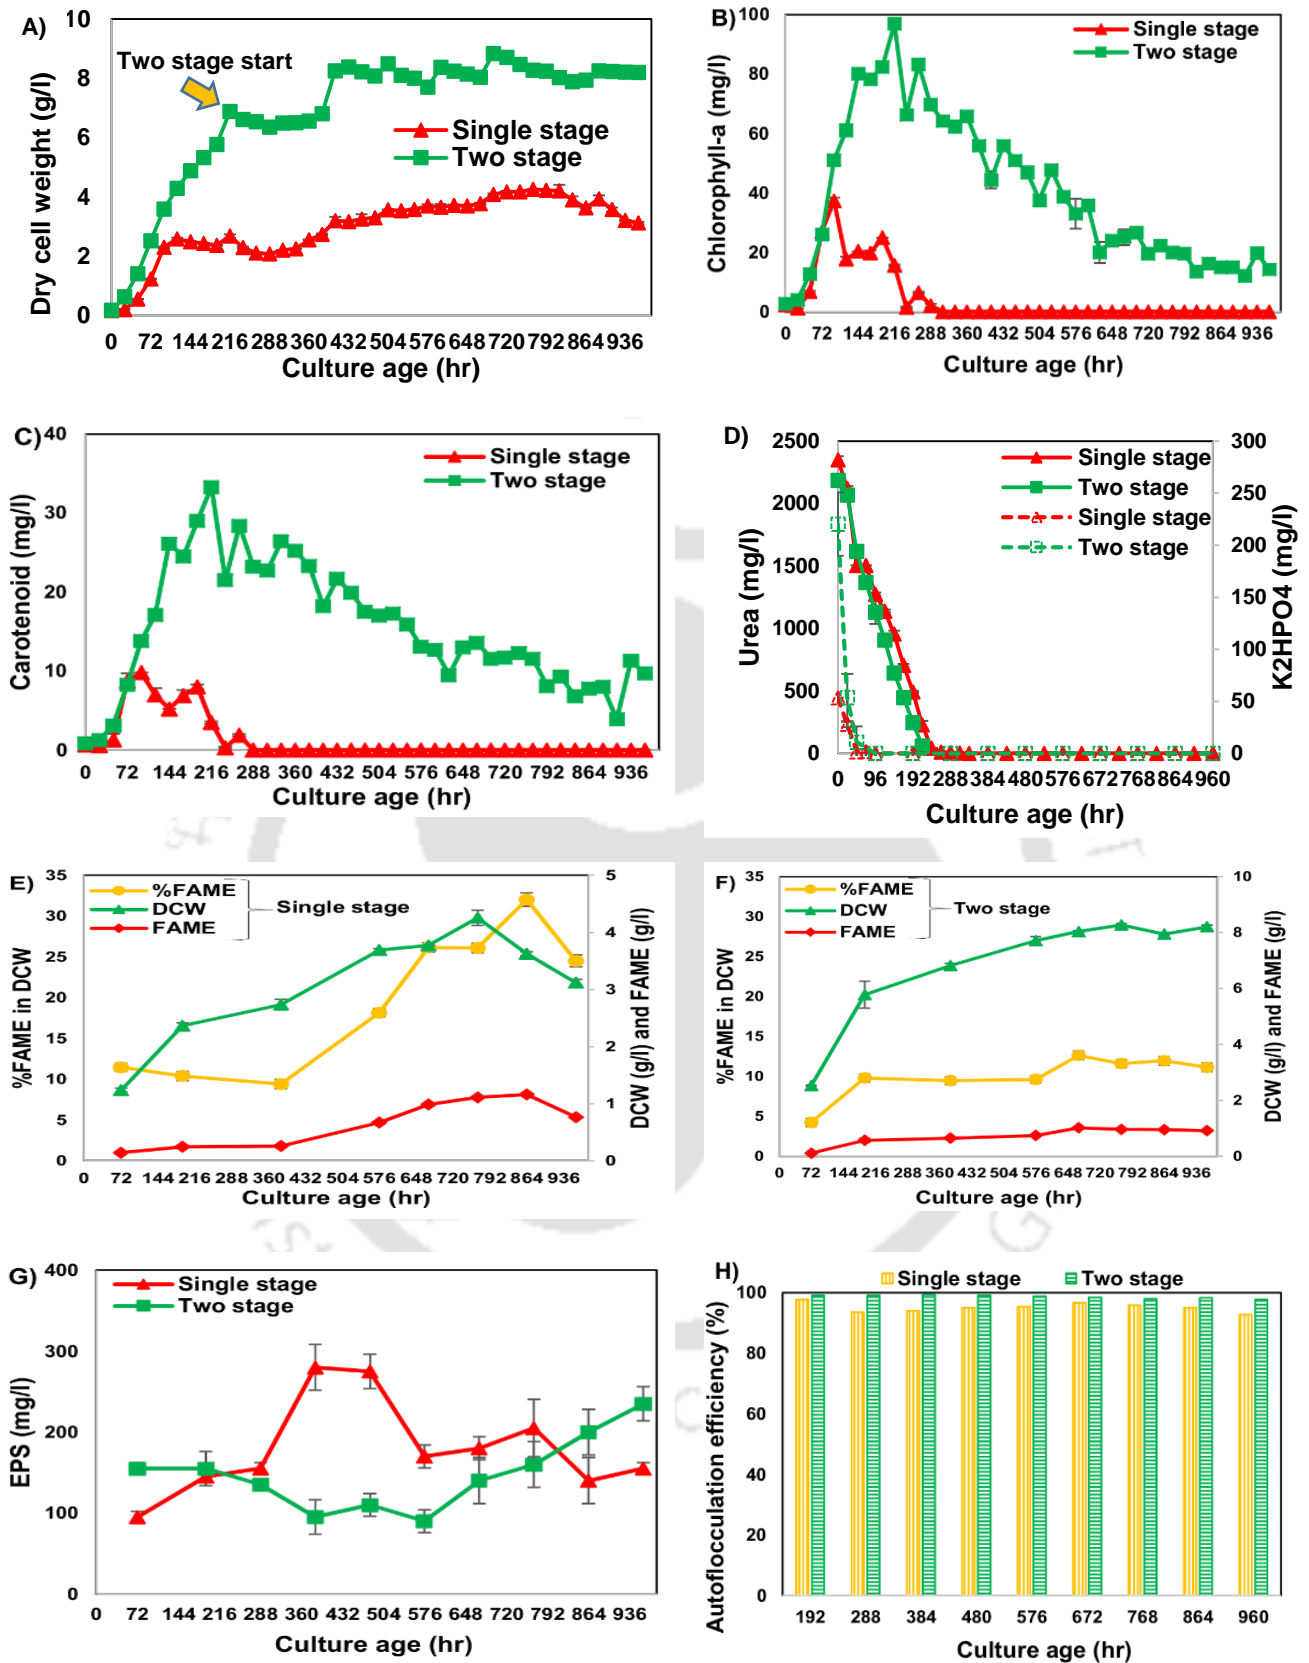 A)
10
8
6
4
2
0
Dry cell weight (g/l)
Two stage start
Single stage
Two stage
0 72 144 216 288 360 432 504 576 648 720 792 864 936
Culture age (hr)
B)
100
80
60
40
20
0
Chlorophyll-a (mg/l)
Single stage
Two stage
0 72 144 216 288 360 432 504 576 648 720 792 864 936
Culture age (hr)
C)
40
30
20
10
0
Carotenoid (mg/l)
Single stage
Two stage
0 72 144 216 288 360 432 504 576 648 720 792 864 936
Culture age (hr)
D)
2500
2000
1500
1000
500
0
Urea (mg/l)
Single stage
Two stage
Single stage
Two stage
300
250
200
150
100
50
0
K2HPO4 (mg/l)
0 96 192 288 384 480 576 672 768 864 960
Culture age (hr)
E)
35
30
25
20
15
10
5
0
%FAME in DCW
%FAME
DCW
FAME
Single stage
5
4
3
2
1
0
DCW (g/l) and FAME (g/l)
0 72 144 216 288 360 432 504 576 648 720 792 864 936
Culture age (hr)
F)
35
30
25
20
15
10
5
0
%FAME in DCW
%FAME
DCW
FAME
Two stage
10
8
6
4
2
0
DCW (g/l) and FAME (g/l)
0 72 144 216 288 360 432 504 576 648 720 792 864 936
Culture age (hr)
G)
400
300
200
100
0
EPS (mg/l)
Single stage
Two stage
0 72 144 216 288 360 432 504 576 648 720 792 864 936
Culture age (hr)
H)
Single stage Two stage
100
80
60
40
20
0
Autoflocculation efficiency (%)
192 288 384 480 576 672 768 864 960
Culture age (hr)